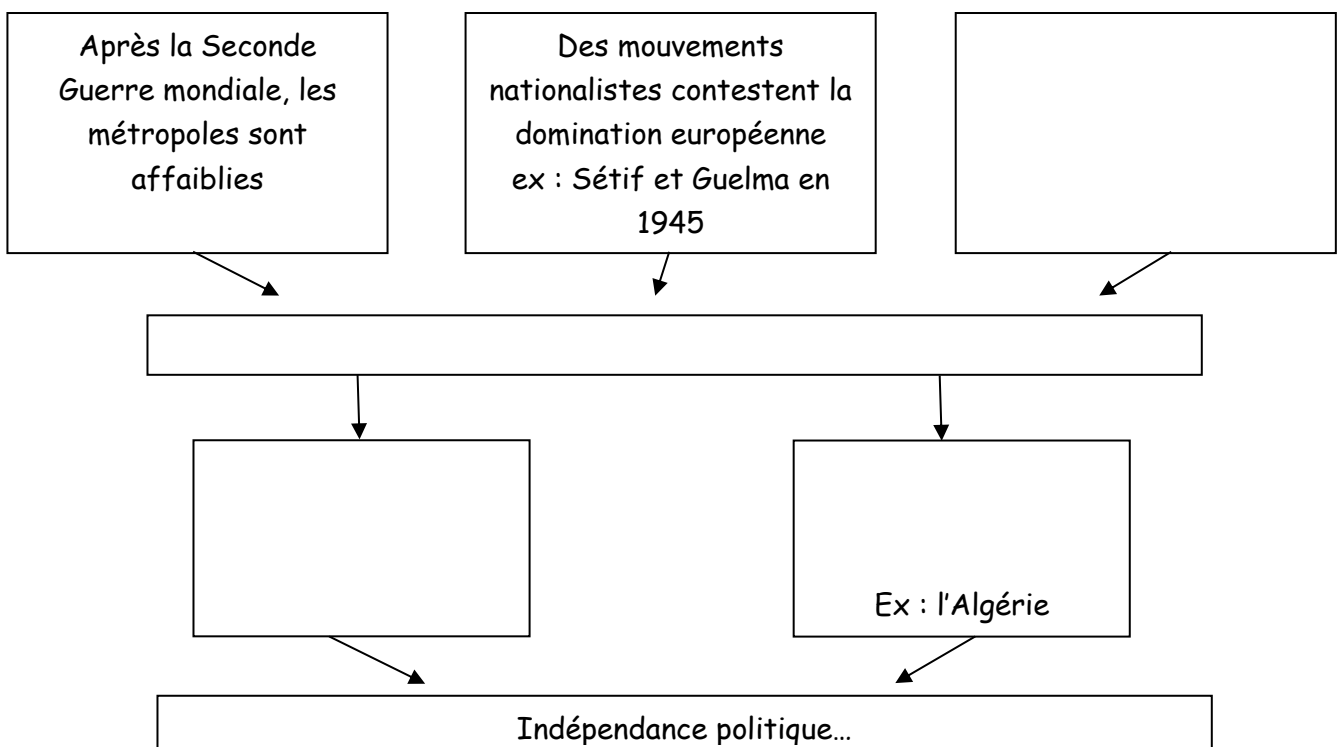 Après la Seconde
Guerre mondiale, les
métropoles sont
affaiblies
Des mouvements
nationalistes contestent la
domination européenne
ex : Sétif et Guelma en
1945
Ex : l'Algérie
Indépendance politique…